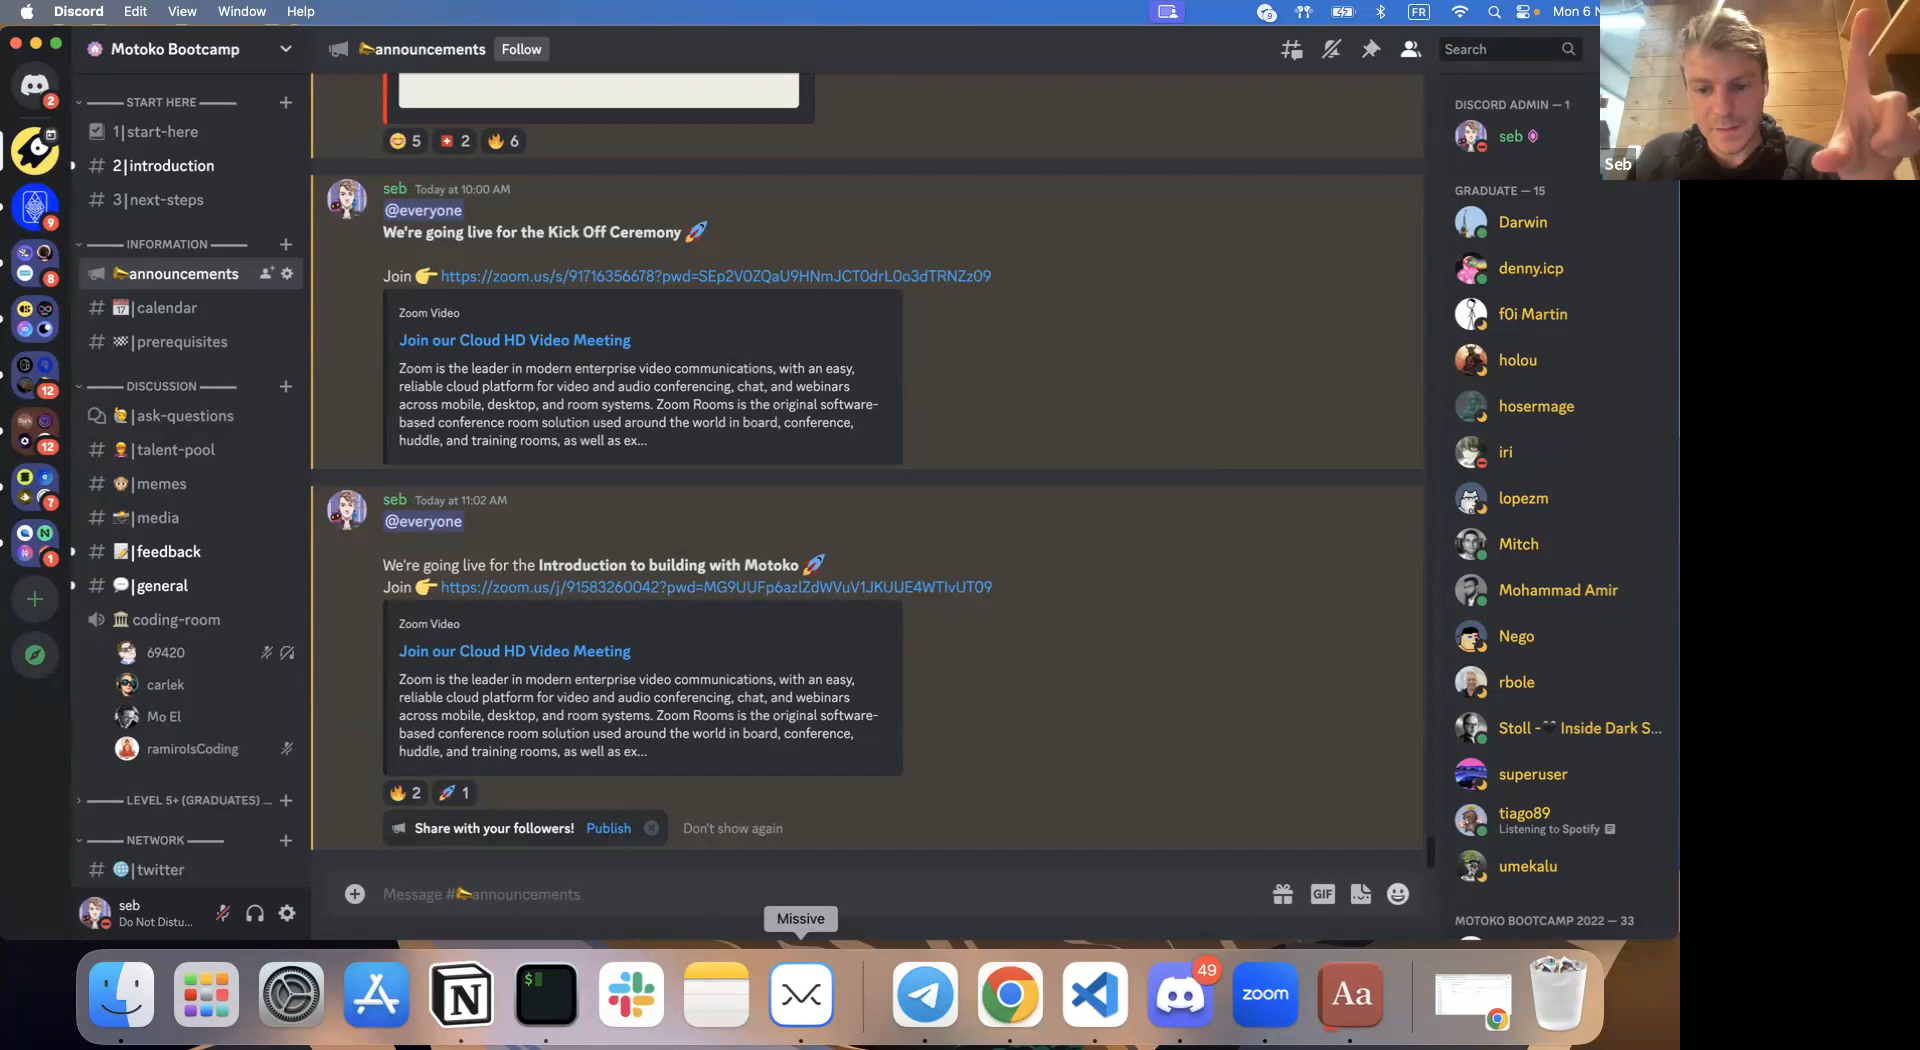 Discord Edit View Window Help
FR
Mon 6 N
Motoko Bootcamp
announcements Follow
Search
START HERE
1|start-here
2|introduction
3|next-steps
INFORMATION
announcements
17
|calendar
|prerequisites
DISCUSSION
|ask-questions
|talent-pool
|memes
|media
|feedback
|general
coding-room
69420
carlek
Mo El
ramiroIsCoding
LEVEL 5+ (GRADUATES) ...
NETWORK
|twitter
seb
Do Not Distu...
2
9
8
12
12
7
1
5 2 6
seb Today at 10:00 AM
@everyone
We're going live for the Kick Off Ceremony
Join https://zoom.us/s/91716356678?pwd=SEp2V0ZQaU9HNmJCT0drL0o3dTRNZz09
Zoom Video
Join our Cloud HD Video Meeting
Zoom is the leader in modern enterprise video communications, with an easy,
reliable cloud platform for video and audio conferencing, chat, and webinars
across mobile, desktop, and room systems. Zoom Rooms is the original software-
based conference room solution used around the world in board, conference,
huddle, and training rooms, as well as ex...
seb Today at 11:02 AM
@everyone
We're going live for the Introduction to building with Motoko
Join https://zoom.us/j/91583260042?pwd=MG9UUFp6azlZdWVuV1JKUUE4WTlvUT09
Zoom Video
Join our Cloud HD Video Meeting
Zoom is the leader in modern enterprise video communications, with an easy,
reliable cloud platform for video and audio conferencing, chat, and webinars
across mobile, desktop, and room systems. Zoom Rooms is the original software-
based conference room solution used around the world in board, conference,
huddle, and training rooms, as well as ex...
2 1
Share with your followers! Publish Don't show again
Message # announcements
GIF
Missive
DISCORD ADMIN — 1
seb
GRADUATE — 15
Darwin
denny.icp
f0i Martin
holou
hosermage
iri
lopezm
Mitch
Mohammad Amir
Nego
rbole
Stoll - Inside Dark S...
superuser
tiago89
Listening to Spotify
umekalu
MOTOKO BOOTCAMP 2022 — 33
Seb
N
$
49
zoom
Aa